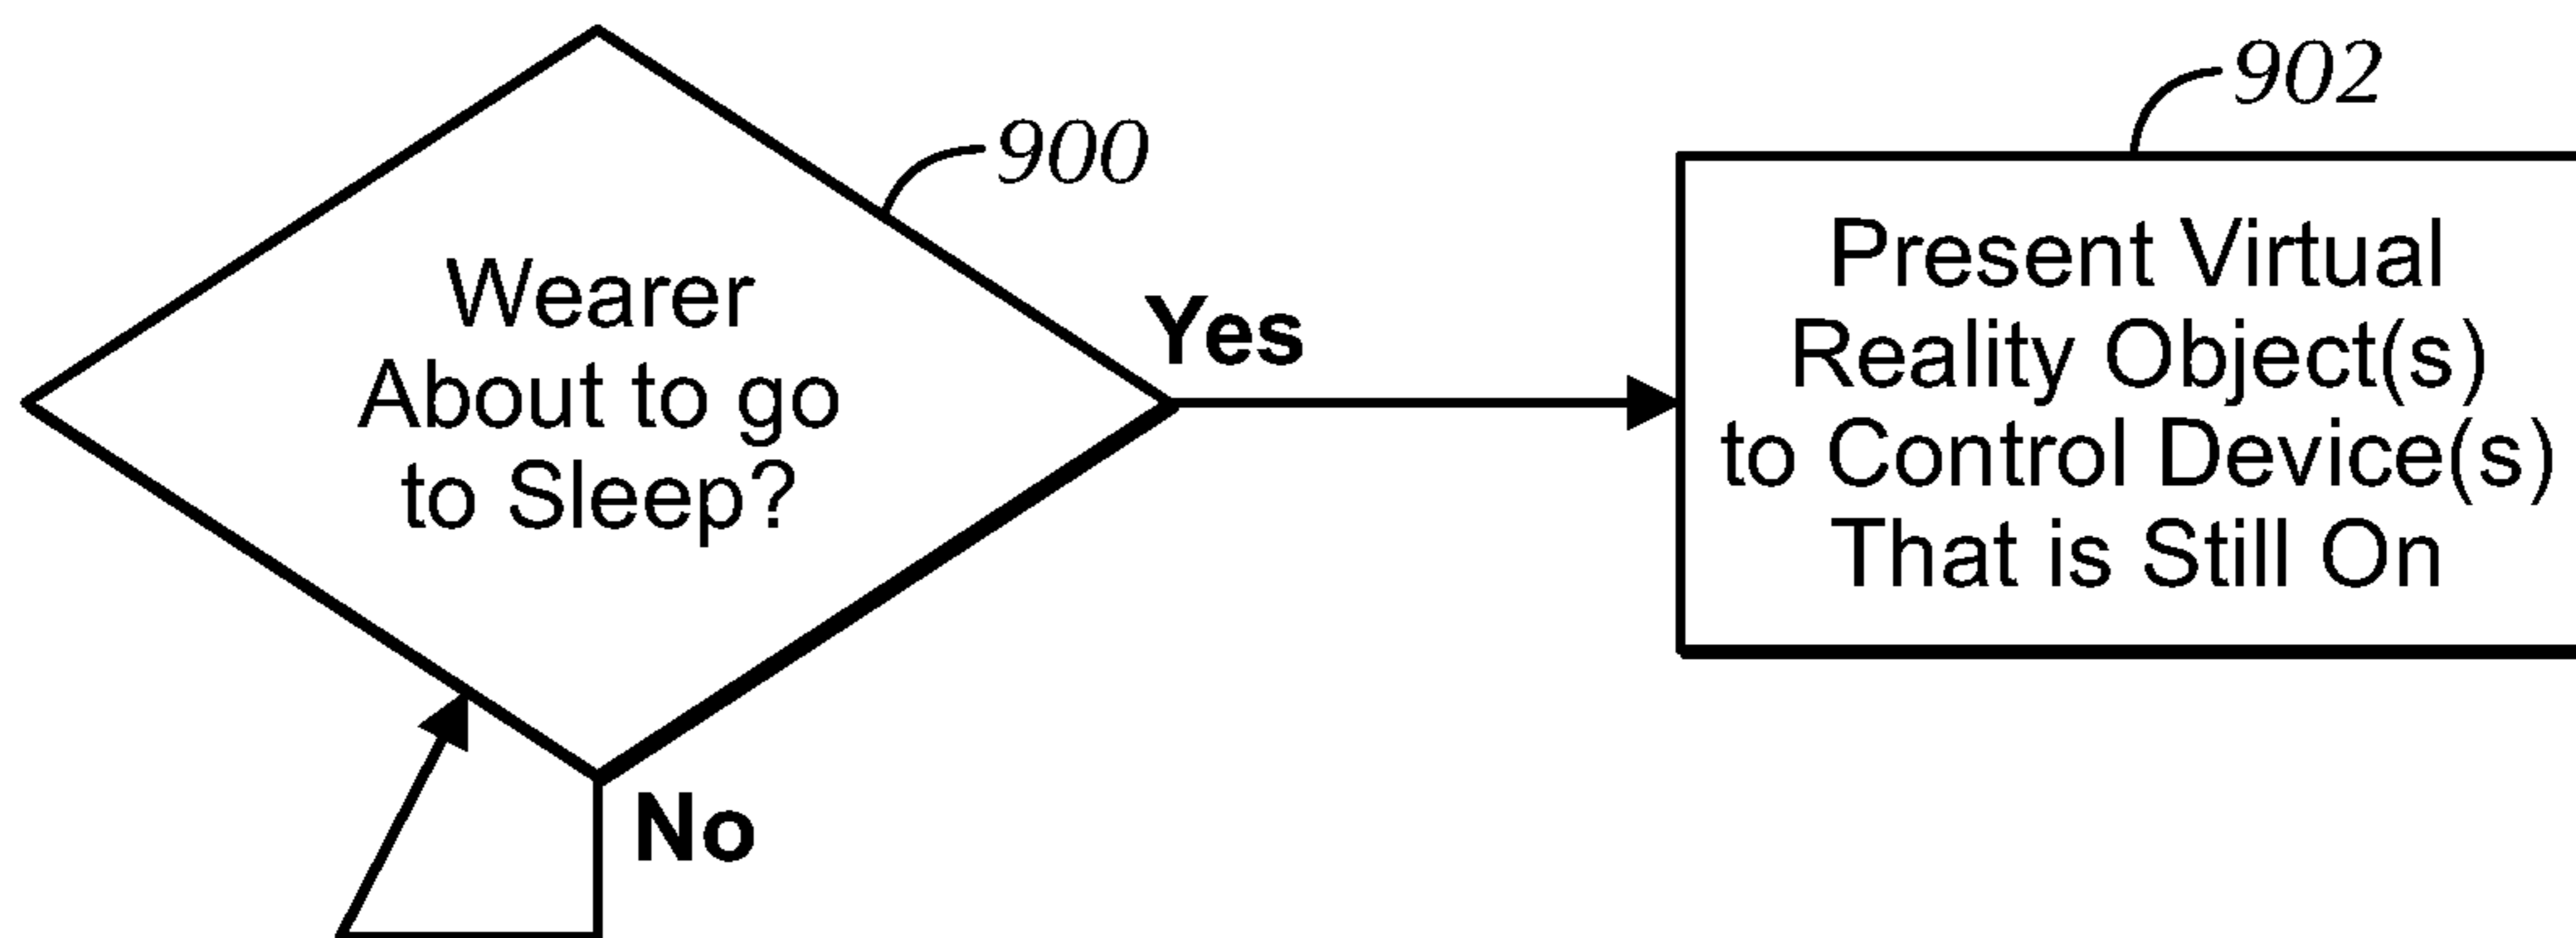 900
Wearer
About to go
to Sleep?
Yes
No
902
Present Virtual
Reality Object(s)
to Control Device(s)
That is Still On